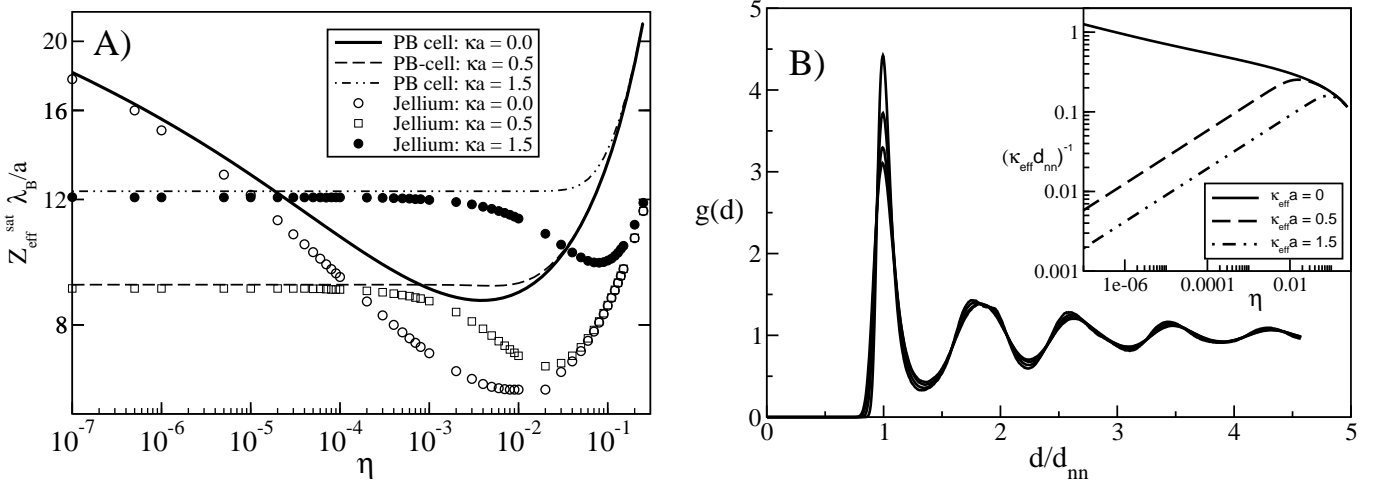 A)
PB cell: κa = 0.0
PB-cell: κa = 0.5
PB cell: κa = 1.5
Jellium: κa = 0.0
Jellium: κa = 0.5
Jellium: κa = 1.5
Z_eff^sat λ_B/a
20
16
12
8
10^-7
10^-6
10^-5
10^-4
10^-3
10^-2
10^-1
η
B)
g(d)
5
4
3
2
1
0
0
1
2
3
4
5
d/d_nn
(κ_eff d_nn)^-1
1
0.1
0.01
0.001
1e-06
0.0001
0.01
η
κ_eff a = 0
κ_eff a = 0.5
κ_eff a = 1.5